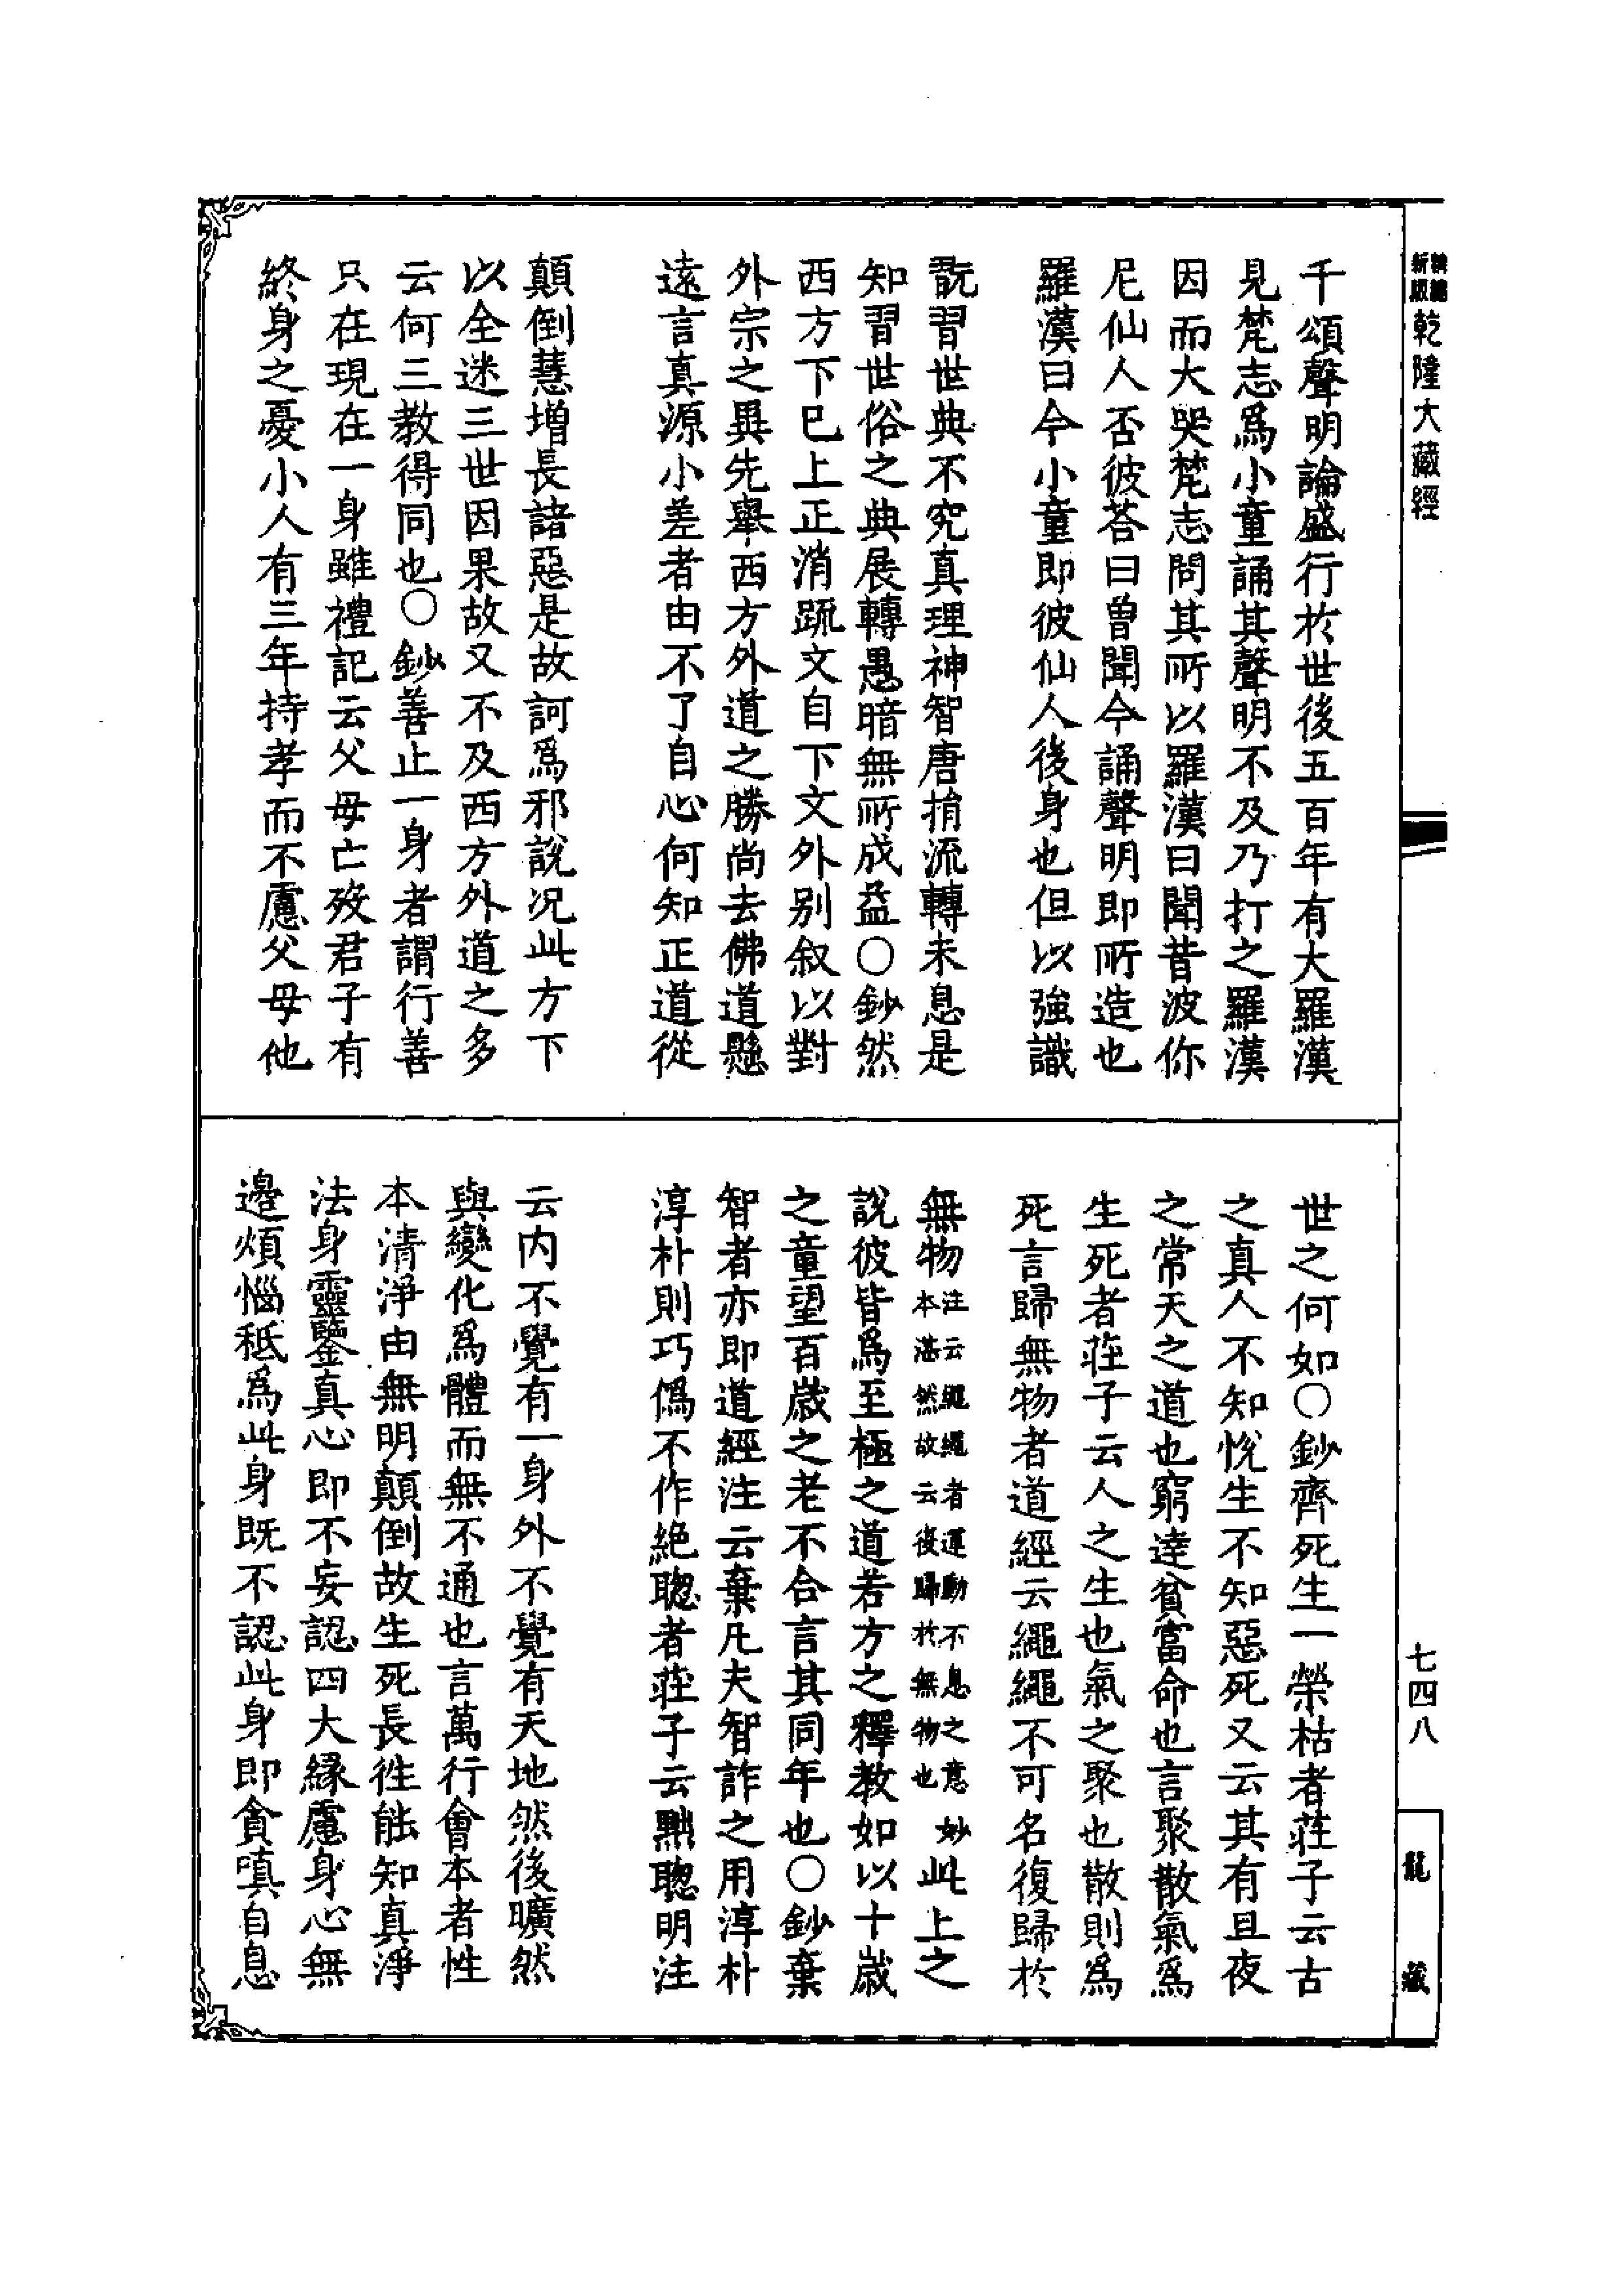 新版
精縮
乾隆大藏經
千頌聲明論盛行於世後五百年有大羅漢
見梵志爲小童誦其聲明不及乃打之羅漢
因而大哭梵志問其所以羅漢曰聞昔波你
尼仙人否彼荅曰曽聞今誦聲明即所造也
羅漢曰今小童即彼仙人後身也但以強識
翫習世典不究真理神智唐捐流轉未息是
知習世俗之典展轉愚暗無所成益○鈔然
西方下巳上正消䟽文自下文外别叙以對
外宗之異先舉西方外道之勝尚去佛道懸
遠言真源小差者由不了自心何知正道從
顛倒慧增長諸惡是故訶爲邪說况此方下
以全迷三世因果故又不及西方外道之多
云何三教得同也○鈔善止一身者謂行善
只在現在一身雖禮記云父母亡殁君子有
終身之憂小人有三年持孝而不慮父母他
世之何如○鈔齊死生一榮枯者莊子云古
之真人不知悅生不知惡死又云其有旦夜
之常天之道也窮達貧富命也言聚散氣爲
生死者莊子云人之生也氣之聚也散則爲
死言歸無物者道經云繩繩不可名復歸於
無物注云繩繩者運動不息之意妙本湛然故云復歸於無物也此上之
說彼皆爲至極之道若方之釋教如以十歳
之童望百歳之老不合言其同年也○鈔棄
智者亦即道經注云棄凡夫智詐之用淳朴
淳朴則巧僞不作絶聦者莊子云黜聰明注
云内不覺有一身外不覺有天地然後曠然
與變化爲體而無不通也言萬行會本者性
本清淨由無明顛倒故生死長徃能知真淨
法身靈鑒真心即不妄認四大緣慮身心無
邊煩惱秖爲此身既不認此身即貪嗔自息
七四八
龍藏